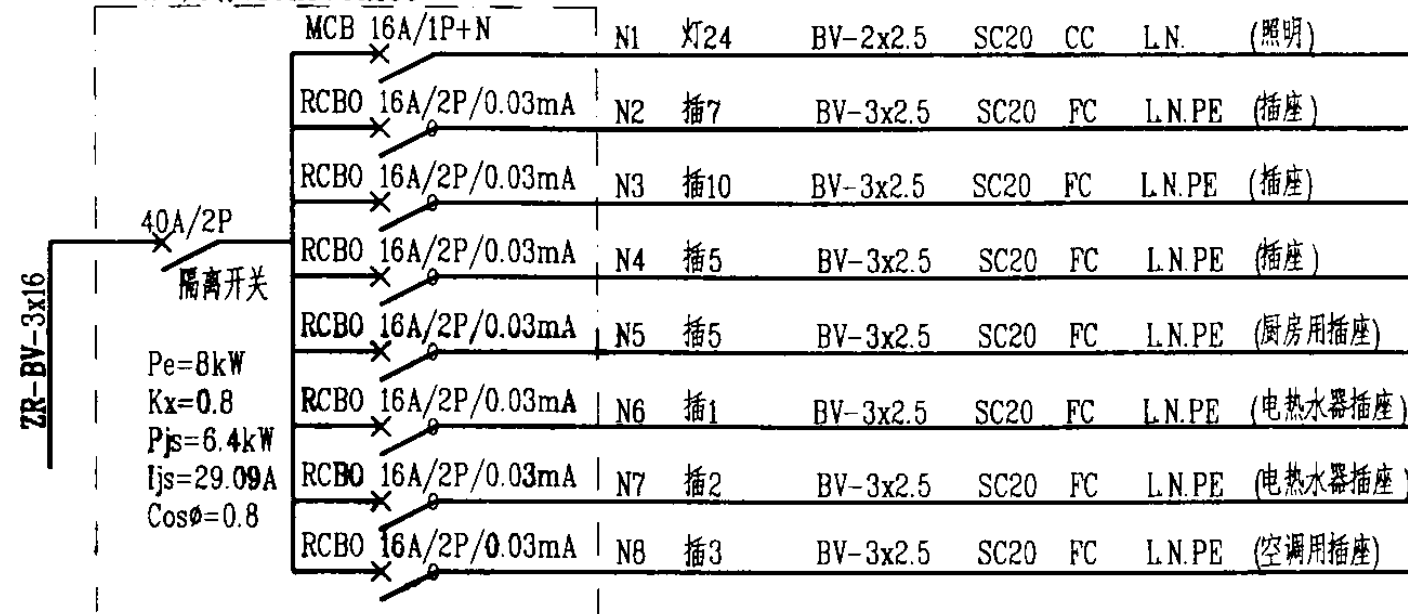 MCB 16A/1P+N N1 灯24 BV-2x2.5 SC20 CC L.N. (照明)
RCBO 16A/2P/0.03mA N2 插7 BV-3x2.5 SC20 FC L.N.PE (插座)
RCBO 16A/2P/0.03mA N3 插10 BV-3x2.5 SC20 FC L.N.PE (插座)
40A/2P
隔离开关
RCBO 16A/2P/0.03mA N4 插5 BV-3x2.5 SC20 FC L.N.PE (插座)
RCBO 16A/2P/0.03mA N5 插5 BV-3x2.5 SC20 FC L.N.PE (厨房用插座)
ZR-BV-3x16
Pe=8kW
Kx=0.8
Pjs=6.4kW
Ijs=29.09A
Cosø=0.8
RCBO 16A/2P/0.03mA N6 插1 BV-3x2.5 SC20 FC L.N.PE (电热水器插座)
RCBO 16A/2P/0.03mA N7 插2 BV-3x2.5 SC20 FC L.N.PE (电热水器插座)
RCBO 16A/2P/0.03mA N8 插3 BV-3x2.5 SC20 FC L.N.PE (空调用插座)